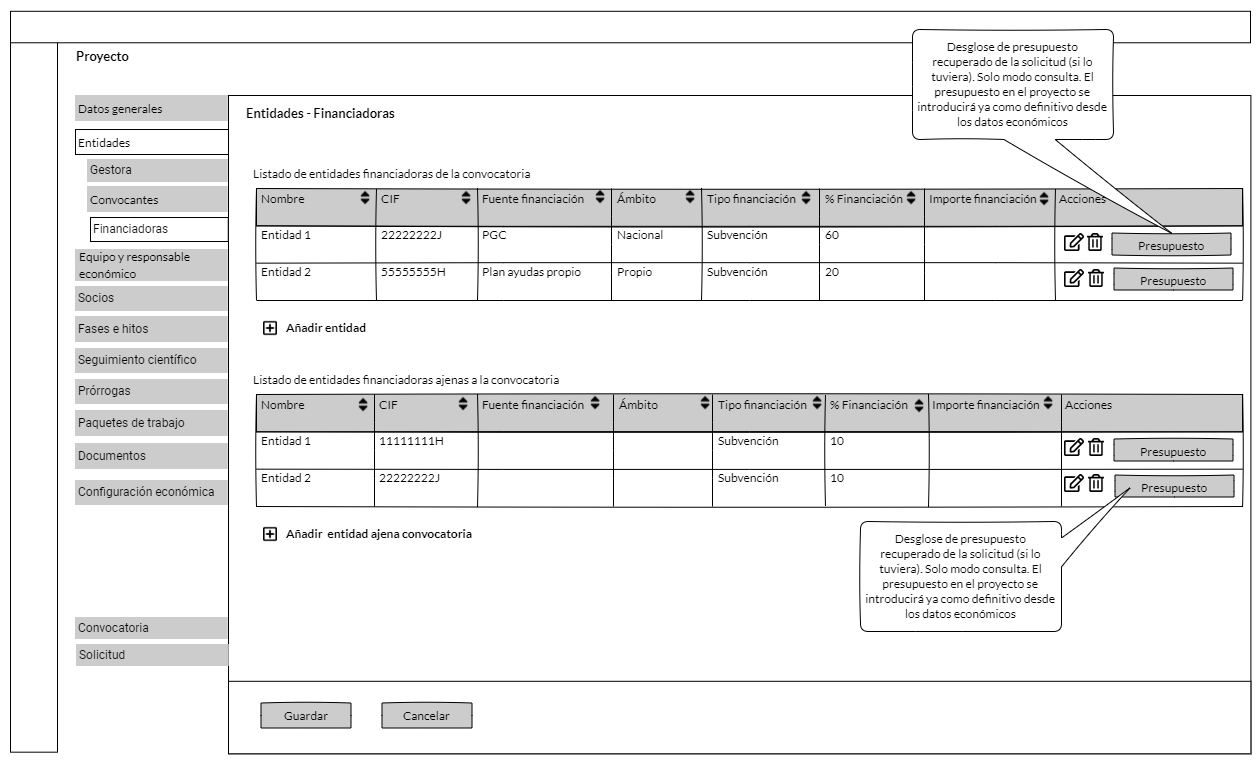 Proyecto
Desglose de presupuesto
recuperado de la solicitud (si lo
tuviera). Solo modo consulta. El
presupuesto en el proyecto se
introducirá ya como definitivo desde
los datos económicos
Datos generales
Entidades
Gestora
Convocantes
Financiadoras
Equipo y responsable
económico
Socios
Fases e hitos
Seguimiento científico
Prórrogas
Paquetes de trabajo
Documentos
Configuración económica
Convocatoria
Solicitud
Entidades - Financiadoras
Listado de entidades financiadoras de la convocatoria
Nombre CIF Fuente financiación Ámbito Tipo financiación % Financiación Importe financiación Acciones
Entidad 1 22222222J PGC Nacional Subvención 60 Presupuesto
Entidad 2 55555555H Plan ayudas propio Propio Subvención 20 Presupuesto
Añadir entidad
Listado de entidades financiadoras ajenas a la convocatoria
Nombre CIF Fuente financiación Ámbito Tipo financiación % Financiación Importe financiación Acciones
Entidad 1 11111111H Subvención 10 Presupuesto
Entidad 2 22222222J Subvención 10 Presupuesto
Añadir entidad ajena convocatoria
Desglose de presupuesto
recuperado de la solicitud (si lo
tuviera). Solo modo consulta. El
presupuesto en el proyecto se
introducirá ya como definitivo desde
los datos económicos
Guardar Cancelar